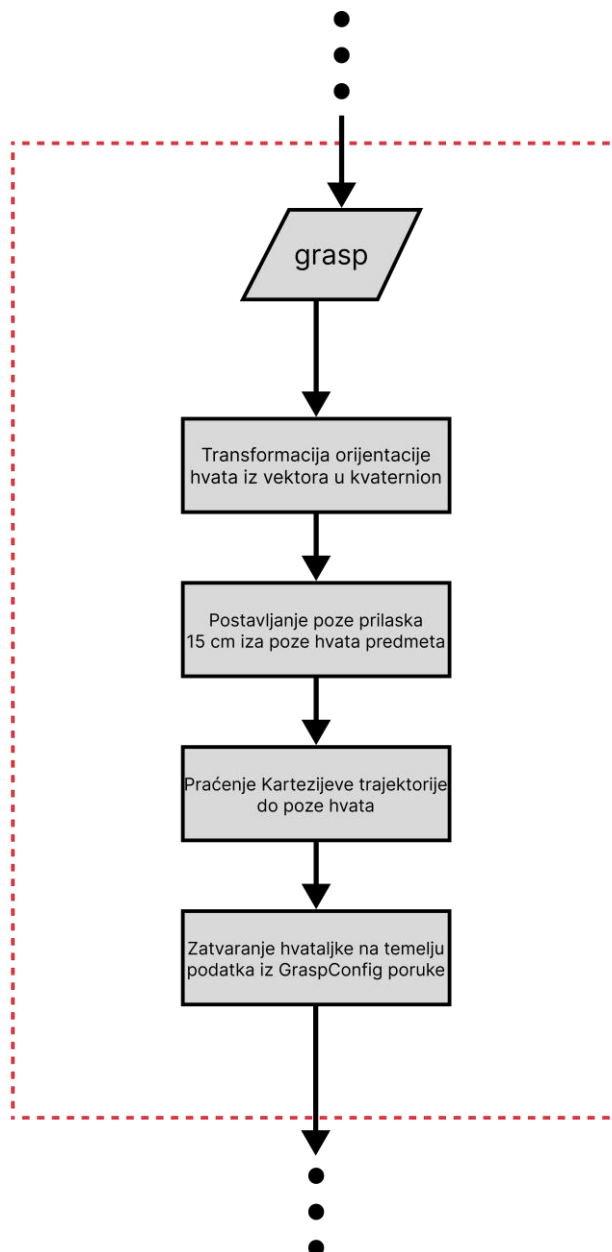 grasp
Transformacija orijentacije
hvata iz vektora u kvaternion
Postavljanje poze prilaska
15 cm iza poze hvata predmeta
Praćenje Kartezijeve trajektorije
do poze hvata
Zatvaranje hvataljke na temelju
podatka iz GraspConfig poruke